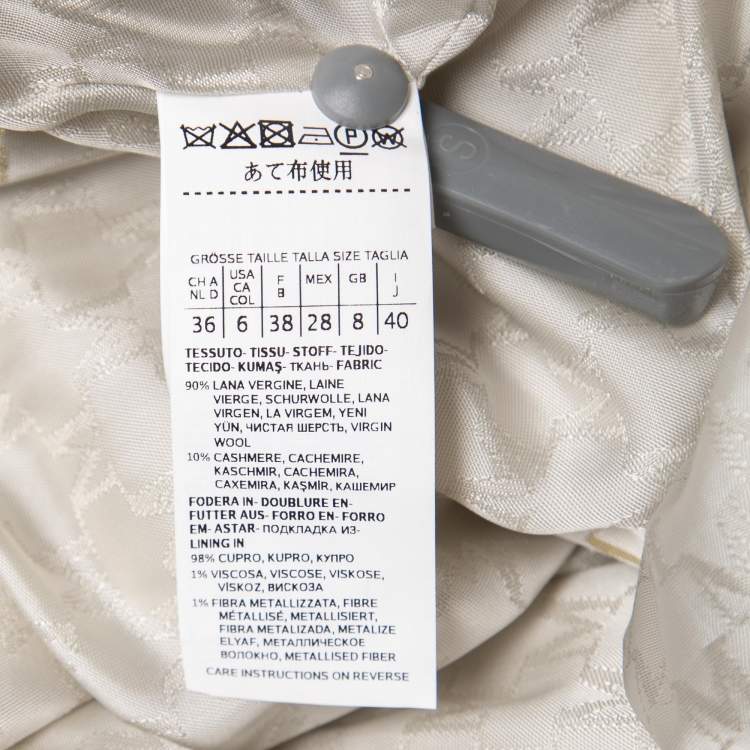 P W
あて布使用
GRÖSSE TAILLE TALLA SIZE TAGLIA
CH A NL D USA CA COL F B MEX GB I J
36 6 38 28 8 40
TESSUTO- TISSU- STOFF- TEJIDO-
TECIDO- KUMAŞ- ТКАНЬ- FABRIC
90% LANA VERGINE, LAINE
VIERGE, SCHURWOLLE, LANA
VIRGEN, LA VIRGEM, YENI
YÜN, ЧИСТАЯ ШЕРСТЬ, VIRGIN
WOOL
10% CASHMERE, CACHEMIRE,
KASCHMIR, CACHEMIRA,
CAXEMIRA, KAŞMİR, КАШЕМИР
FODERA IN- DOUBLURE EN-
FUTTER AUS- FORRO EN- FORRO
EM- ASTAR- ПОДКЛАДКА ИЗ-
LINING IN
98% CUPRO, KUPRO, КУПРО
1% VISCOSA, VISCOSE, VISKOSE,
VİSKOZ, ВИСКОЗА
1% FIBRA METALLIZZATA, FIBRE
MÉTALLISÉ, METALLISIERT,
FIBRA METALIZADA, METALIZE
ELYAF, МЕТАЛЛИЧЕСКОЕ
ВОЛОКНО, METALLISED FIBER
CARE INSTRUCTIONS ON REVERSE
S